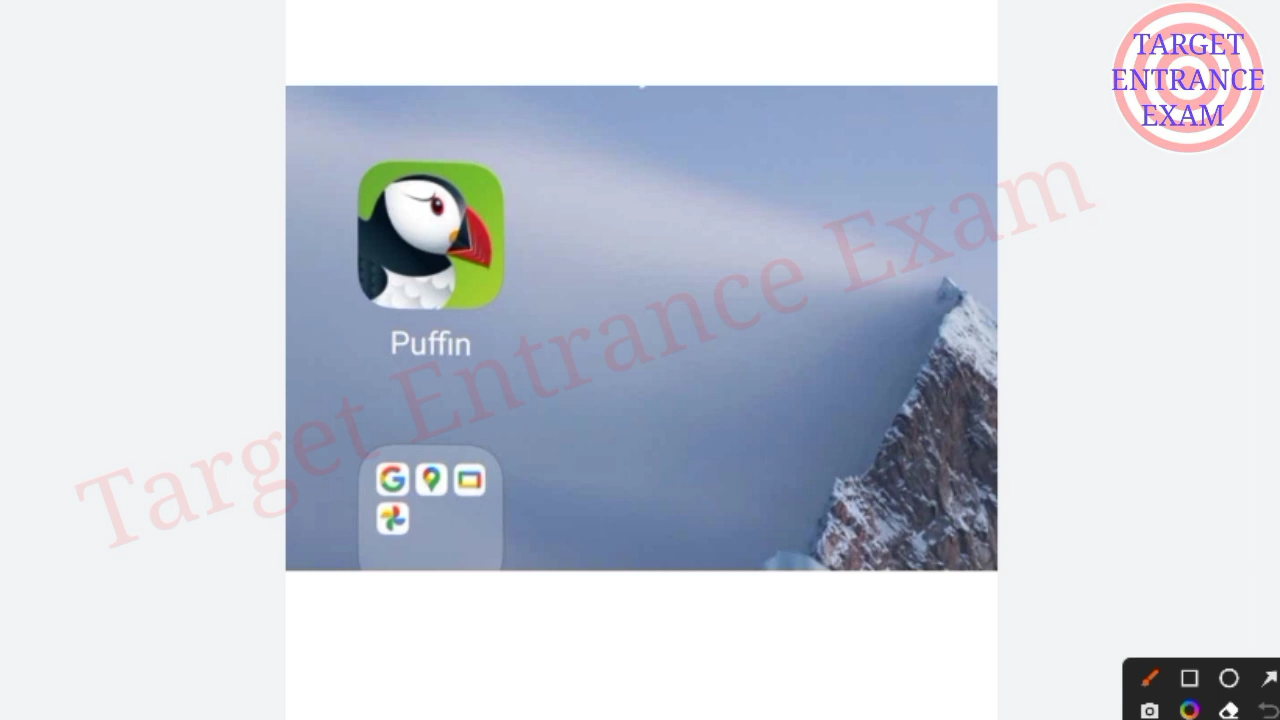 TARGET
ENTRANCE
EXAM
Target Entrance Exam
Puffin